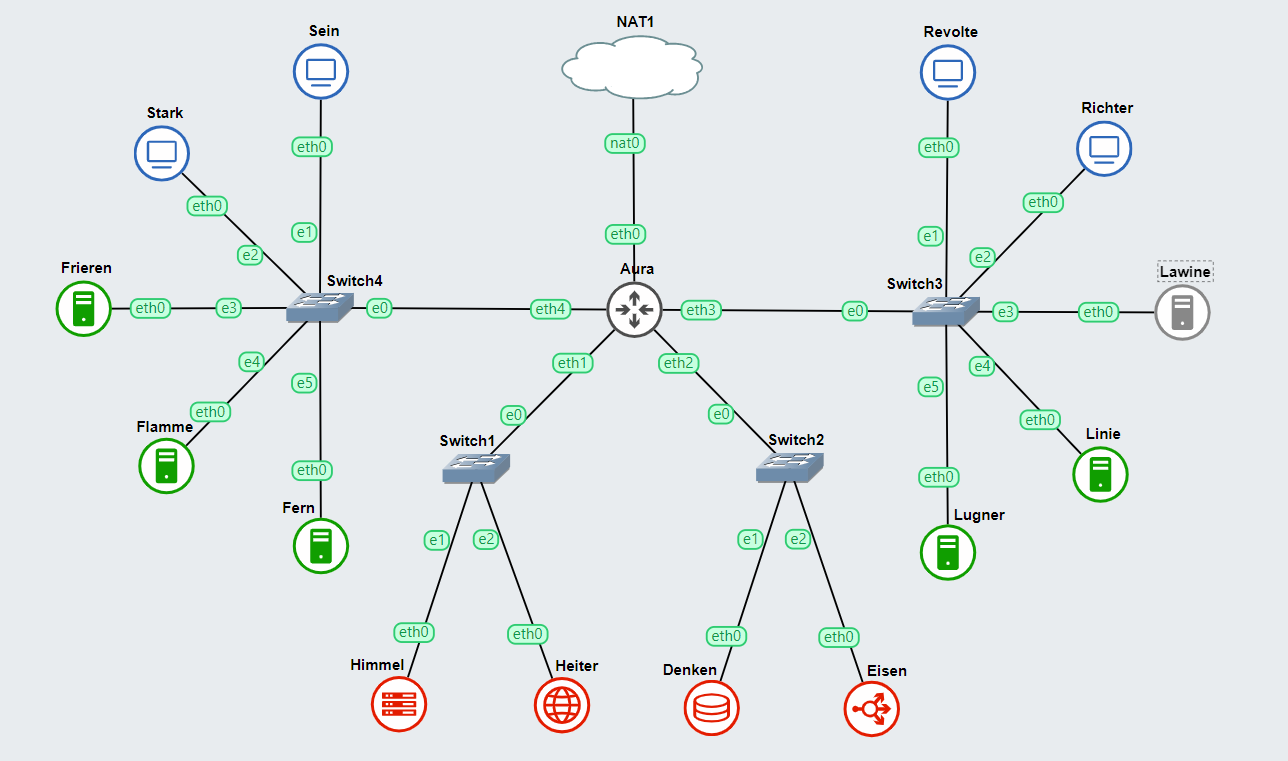 NAT1
Sein
Revolte
Stark
Richter
nat0
eth0
eth0
eth0
eth0
e1
eth0
e1
e2
e2
Frieren
Aura
Lawine
Switch4
Switch3
eth0
e3
e0
eth4
eth3
e0
e3
eth0
e4
e5
eth1
eth2
e5
e4
eth0
e0
e0
eth0
Flamme
Switch1
Switch2
Linie
eth0
eth0
Fern
Lugner
e1
e2
e1
e2
eth0
eth0
eth0
eth0
Himmel
Heiter
Denken
Eisen